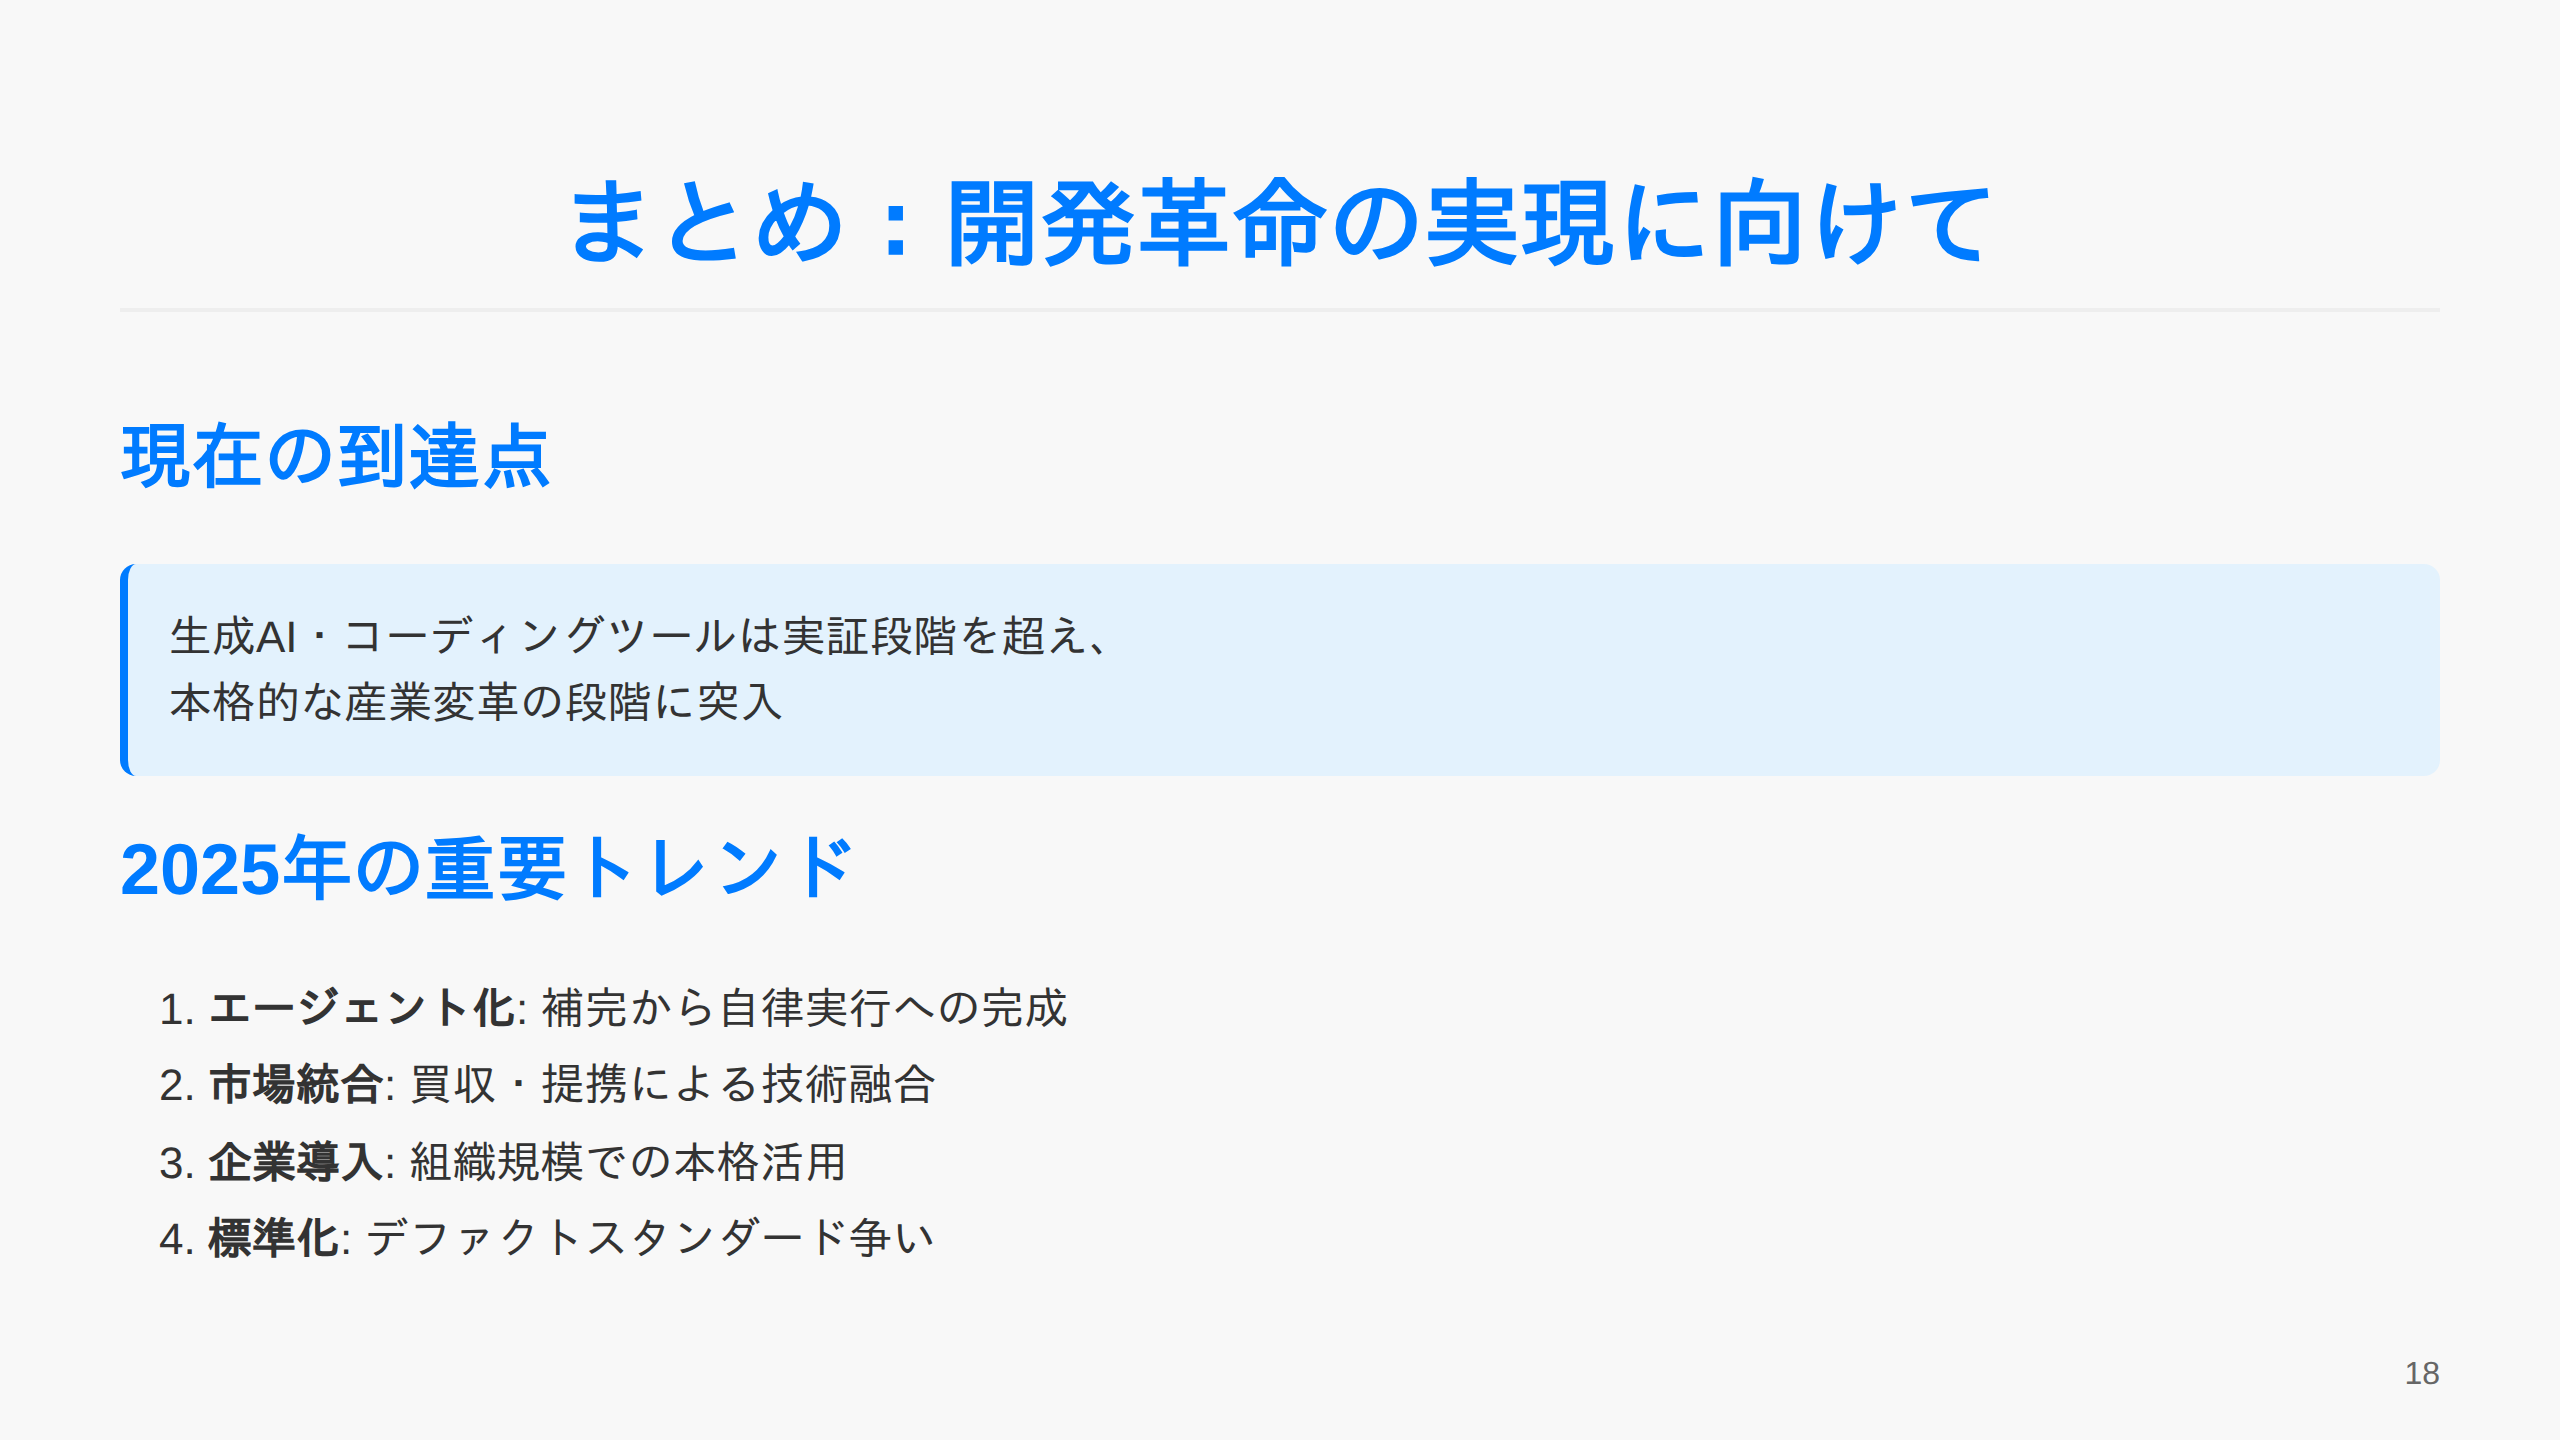 まとめ：開発革命の実現に向けて
現在の到達点
生成AI・コーディングツールは実証段階を超え、
本格的な産業変革の段階に突入
2025年の重要トレンド
1. エージェント化: 補完から自律実行への完成
2. 市場統合: 買収・提携による技術融合
3. 企業導入: 組織規模での本格活用
4. 標準化: デファクトスタンダード争い
18